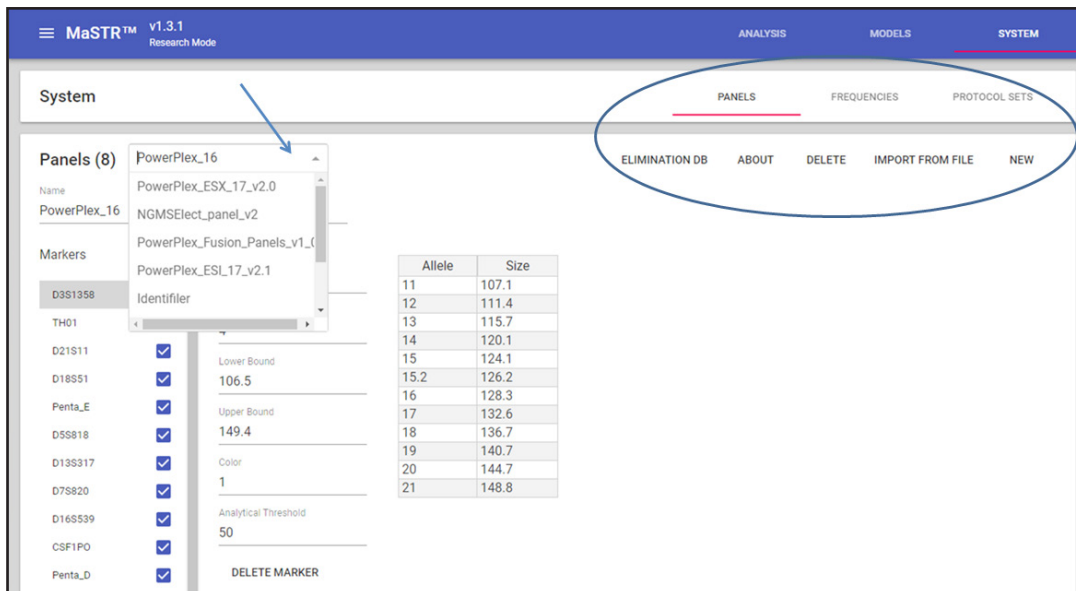 MaSTR™ v1.3.1
Research Mode
ANALYSIS MODELS SYSTEM
System
PANELS FREQUENCIES PROTOCOL SETS
Panels (8) PowerPlex_16
ELIMINATION DB ABOUT DELETE IMPORT FROM FILE NEW
Name
PowerPlex_16
PowerPlex_ESX_17_v2.0
NGMSElect_panel_v2
PowerPlex_Fusion_Panels_v1_
PowerPlex_ESI_17_v2.1
Identifiler
Markers
D3S1358
TH01
D21S11
D18S51
Penta_E
D5S818
D13S317
D7S820
D16S539
CSF1PO
Penta_D
4
Lower Bound
106.5
Upper Bound
149.4
Color
1
Analytical Threshold
50
DELETE MARKER
Allele Size
11 107.1
12 111.4
13 115.7
14 120.1
15 124.1
15.2 126.2
16 128.3
17 132.6
18 136.7
19 140.7
20 144.7
21 148.8